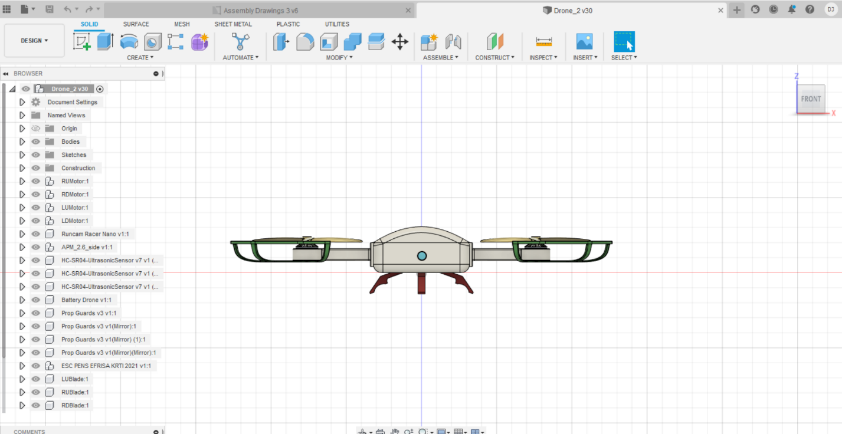 Assembly Drawings 3 v6
Drone_2 v30
DJ
DESIGN
SOLID
SURFACE
MESH
SHEET METAL
PLASTIC
UTILITIES
CREATE
AUTOMATE
MODIFY
ASSEMBLE
CONSTRUCT
INSPECT
INSERT
SELECT
BROWSER
Drone_2 v30
Document Settings
Named Views
Origin
Bodies
Sketches
Construction
RUMotor:1
RDMotor:1
LUMotor:1
LDMotor:1
Runcam Racer Nano v1:1
APM_2.6_side v1:1
HC-SR04-UltrasonicSensor v7 v1 (...
HC-SR04-UltrasonicSensor v7 v1 (...
HC-SR04-UltrasonicSensor v7 v1 (...
Battery Drone v1:1
Prop Guards v3 v1:1
Prop Guards v3 v1(Mirror):1
Prop Guards v3 v1(Mirror) (1):1
Prop Guards v3 v1(Mirror)(Mirror):1
ESC PENS EFRISA KRTI 2021 v1:1
LUBlade:1
RUBlade:1
RDBlade:1
COMMENTS
Z
FRONT
X